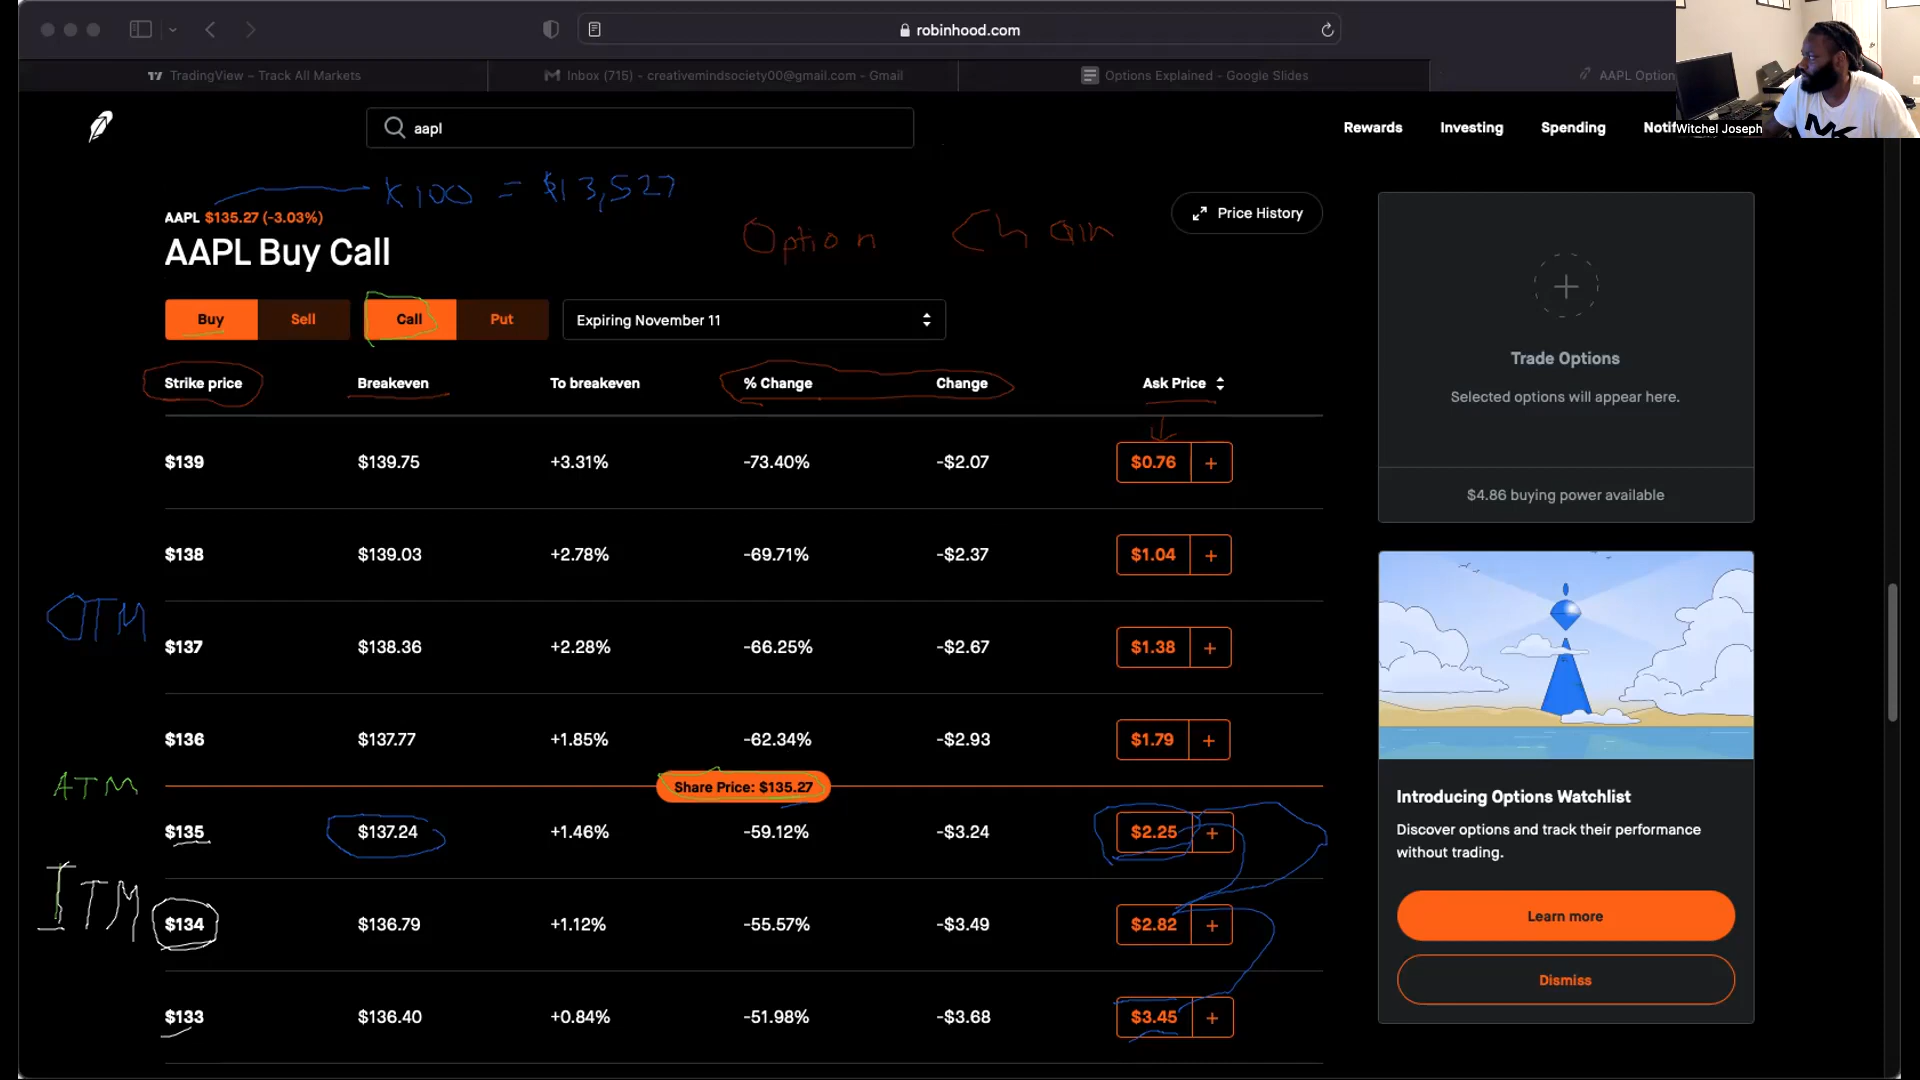 robinhood.com
TradingView – Track All Markets
Inbox (715) - creativemindsociety00@gmail.com - Gmail
Options Explained - Google Slides
AAPL Option
aapl
Rewards
Investing
Spending
Notif
Witchel Joseph
x100 = $13,527
AAPL $135.27 (-3.03%)
Option Chain
Price History
AAPL Buy Call
Buy
Sell
Call
Put
Expiring November 11
Strike price Breakeven To breakeven % Change Change Ask Price
$139 $139.75 +3.31% -73.40% -$2.07 $0.76 +
$138 $139.03 +2.78% -69.71% -$2.37 $1.04 +
OTM
$137 $138.36 +2.28% -66.25% -$2.67 $1.38 +
$136 $137.77 +1.85% -62.34% -$2.93 $1.79 +
ATM
Share Price: $135.27
$135 $137.24 +1.46% -59.12% -$3.24 $2.25 +
ITM
$134 $136.79 +1.12% -55.57% -$3.49 $2.82 +
$133 $136.40 +0.84% -51.98% -$3.68 $3.45 +
Trade Options
Selected options will appear here.
$4.86 buying power available
Introducing Options Watchlist
Discover options and track their performance
without trading.
Learn more
Dismiss